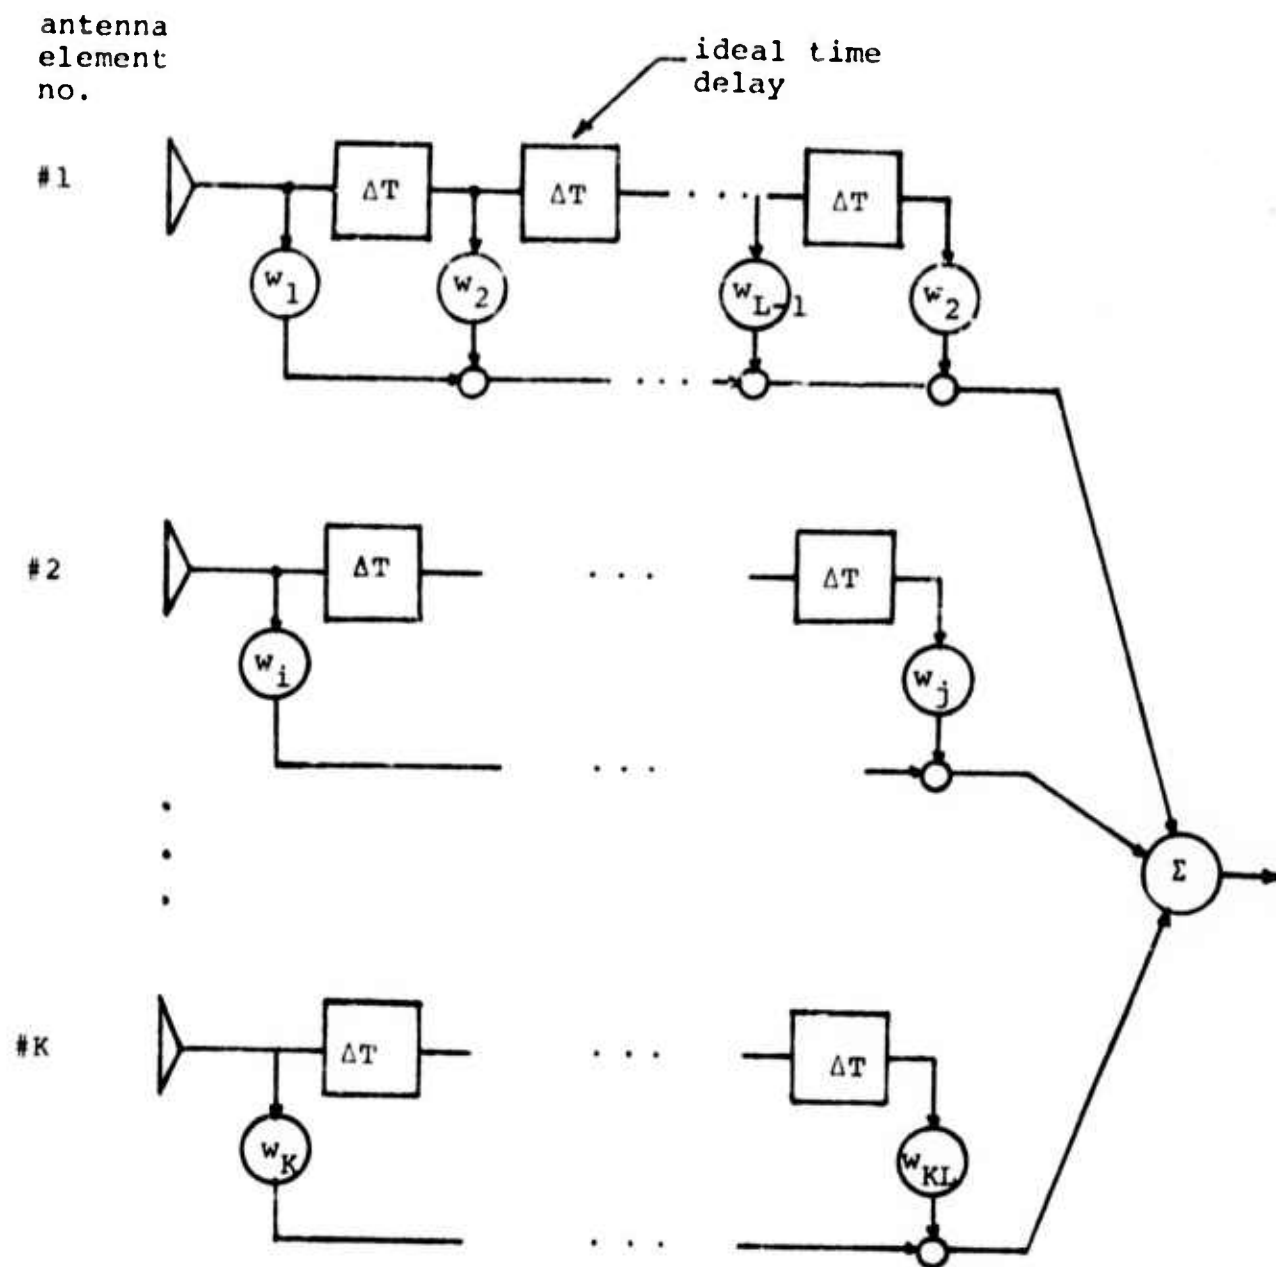 antenna
element
no.
ideal time
delay
#1
ΔT
ΔT
. . .
ΔT
w1
w2
wL-1
w2
. . .
#2
ΔT
. . .
ΔT
wi
wj
. . .
Σ
#K
ΔT
. . .
ΔT
wK
wKL
. . .